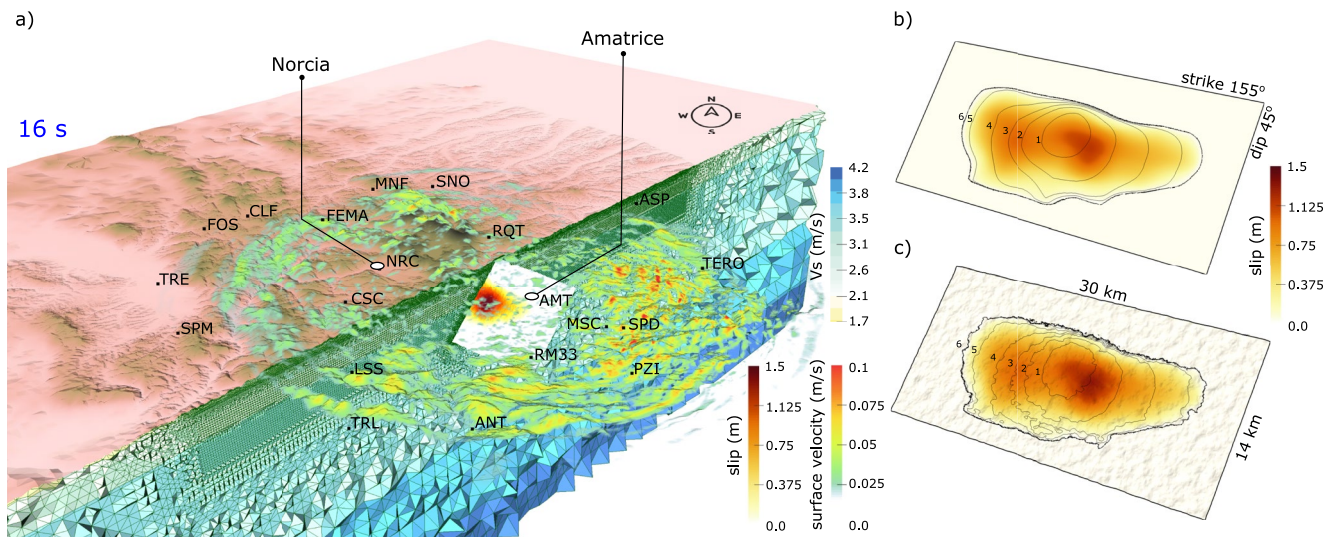 a)
Norcia
Amatrice
16 s
N
W E
S
MNF
SNO
ASP
CLF
FEMA
FOS
RQT
NRC
TERO
TRE
CSC
AMT
MSC
SPD
SPM
RM33
LSS
PZI
TRL
ANT
4.2
3.8
3.5
3.1
2.6
2.1
1.7
Vs (m/s)
1.5
1.125
0.75
0.375
0.0
slip (m)
0.1
0.075
0.05
0.025
0.0
surface velocity (m/s)
b)
strike 155°
dip 45°
6 5 4 3 2 1
1.5
1.125
0.75
0.375
0.0
slip (m)
c)
30 km
14 km
6 5 4 3 2 1